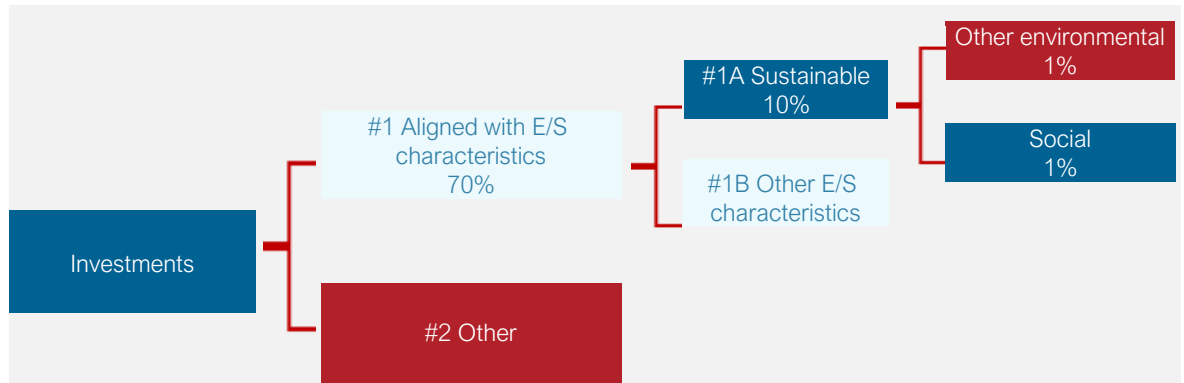 Investments
#1 Aligned with E/S
characteristics
70%
#2 Other
#1A Sustainable
10%
#1B Other E/S
characteristics
Other environmental
1%
Social
1%